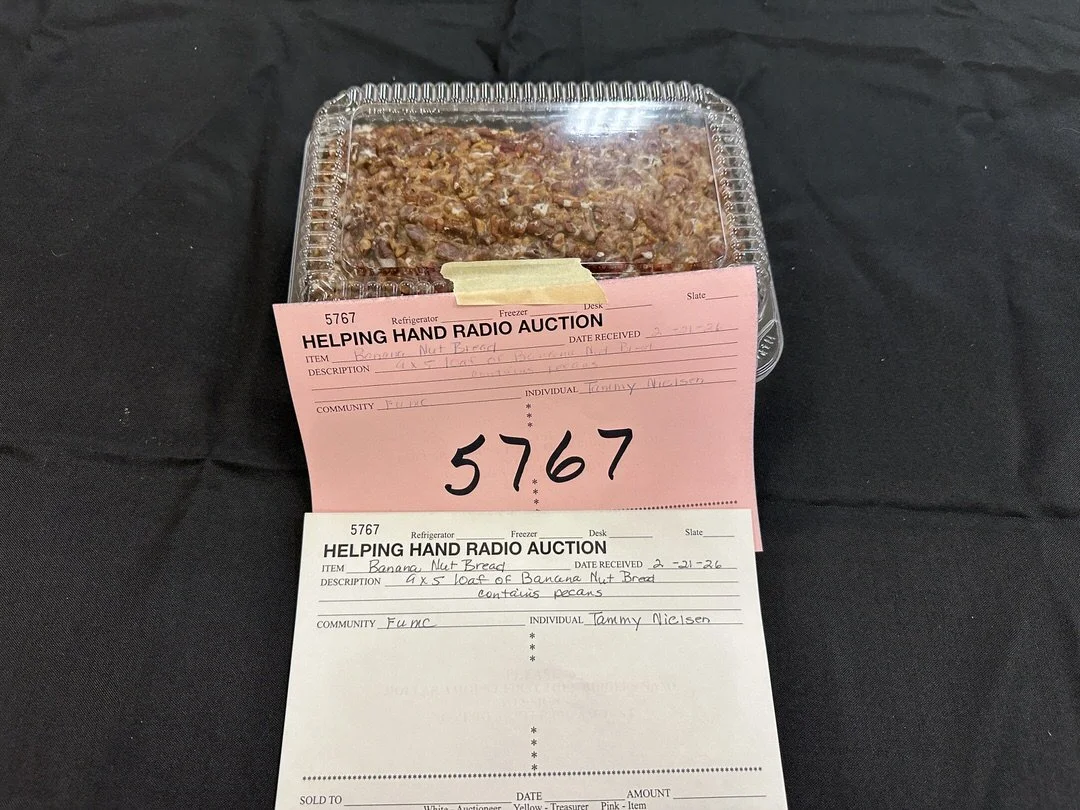 5767 Refrigerator Freezer Desk Slate
HELPING HAND RADIO AUCTION
ITEM Banana Nut Bread DATE RECEIVED 2-21-26
DESCRIPTION 9x5 loaf of Banana Nut Bread
contains pecans
COMMUNITY Fumc INDIVIDUAL Tammy Nielsen
5767
5767 Refrigerator Freezer Desk Slate
HELPING HAND RADIO AUCTION
ITEM Banana Nut Bread DATE RECEIVED 2-21-26
DESCRIPTION 9x5 loaf of Banana Nut Bread
contains pecans
COMMUNITY Fumc INDIVIDUAL Tammy Nielsen
SOLD TO DATE AMOUNT
White - Auctioneer Yellow - Treasurer Pink - Item